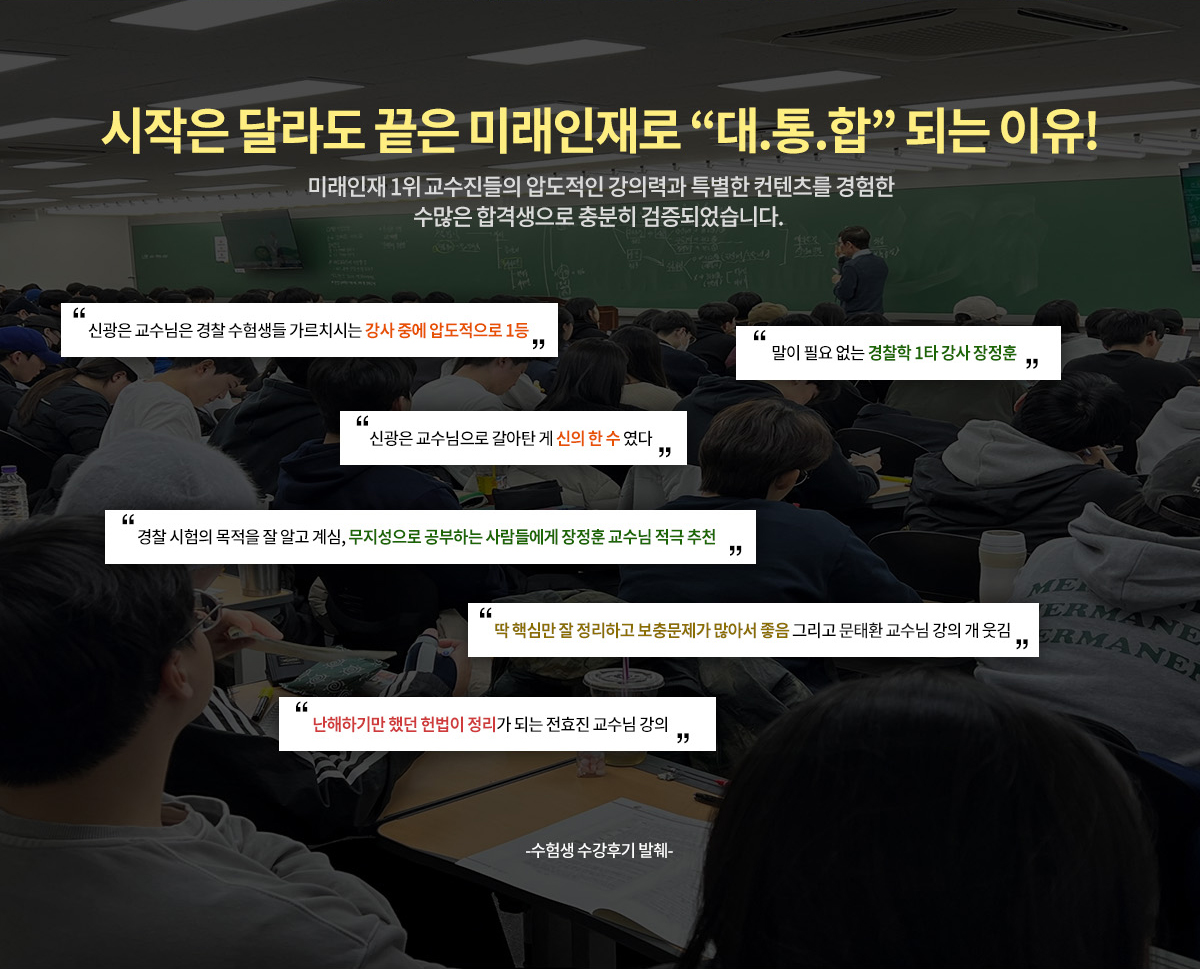 시작은 달라도 끝은 미래인재로 “대.통.합” 되는 이유!
미래인재 1위 교수진들의 압도적인 강의력과 특별한 컨텐츠를 경험한
수많은 합격생으로 충분히 검증되었습니다.
“신광은 교수님은 경찰 수험생들 가르치시는 강사 중에 압도적으로 1등”
“말이 필요 없는 경찰학 1타 강사 장정훈”
“신광은 교수님으로 갈아탄 게 신의 한 수 였다”
“경찰 시험의 목적을 잘 알고 계심, 무지성으로 공부하는 사람들에게 장정훈 교수님 적극 추천”
“딱 핵심만 잘 정리하고 보충문제가 많아서 좋음 그리고 문태환 교수님 강의 개 웃김”
“난해하기만 했던 헌법이 정리가 되는 전효진 교수님 강의”
-수험생 수강후기 발췌-